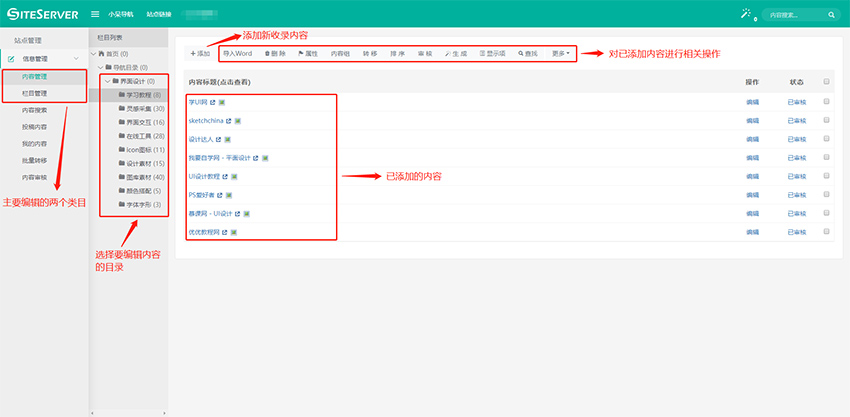 SITESERVER
小呆导航
站点链接
0
内容搜索...
站点管理
信息管理
内容管理
栏目管理
内容搜索
投稿内容
我的内容
批量转移
内容审核
主要编辑的两个类目
栏目列表
首页 (0)
导航目录 (0)
界面设计 (0)
学习教程 (8)
灵感采集 (30)
界面交互 (16)
在线工具 (28)
icon图标 (11)
设计素材 (15)
图库素材 (40)
颜色搭配 (5)
字体字形 (3)
选择要编辑内容
的目录
添加新收录内容
添加
导入Word
删 除
属性
内容组
转 移
排 序
审 核
生 成
显示项
查找
更多
对已添加内容进行相关操作
内容标题(点击查看)
操作
状态
学UI网
编辑
已审核
sketchchina
编辑
已审核
设计达人
编辑
已审核
我要自学网 - 平面设计
编辑
已审核
UI设计教程
编辑
已审核
PS爱好者
编辑
已审核
慕课网 - UI设计
编辑
已审核
优优教程网
编辑
已审核
已添加的内容